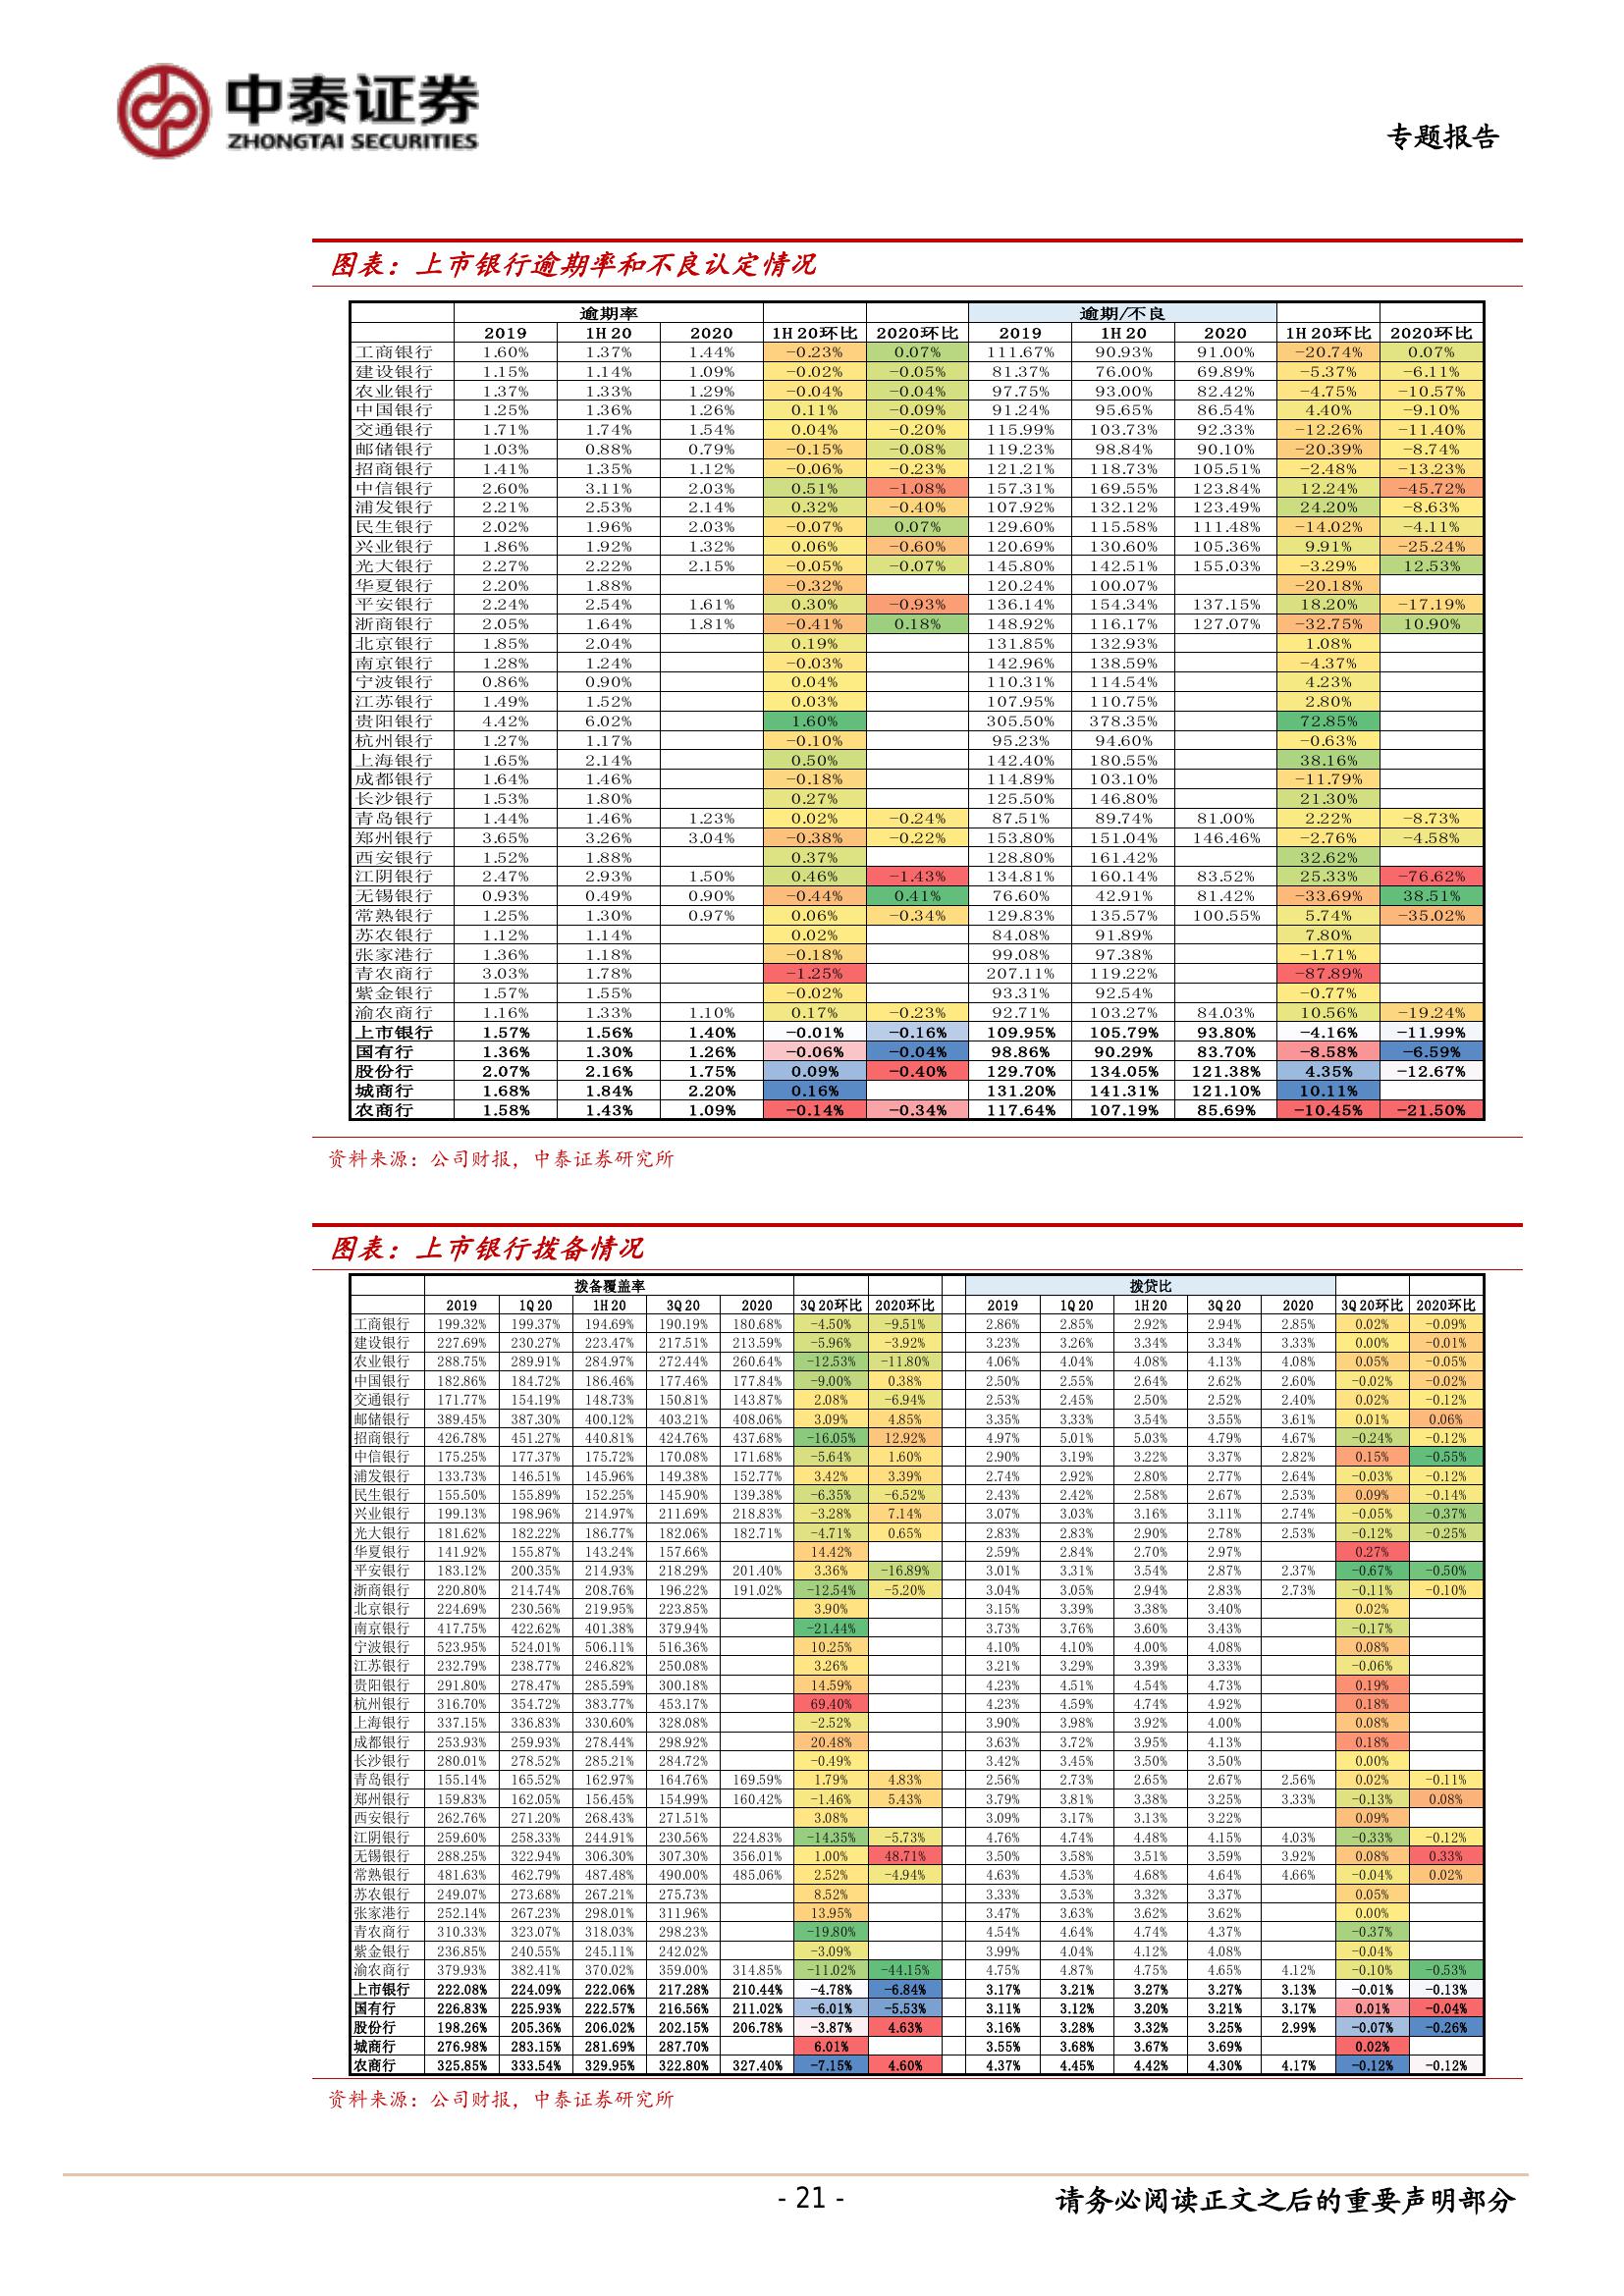 中泰证券
ZHONGTAI SECURITIES
专题报告
图表：上市银行逾期率和不良认定情况
逾期率 逾期/不良
2019 1H20 2020 1H20环比 2020环比 2019 1H20 2020 1H20环比 2020环比
工商银行 1.60% 1.37% 1.44% -0.23% 0.07% 111.67% 90.93% 91.00% -20.74% 0.07%
建设银行 1.15% 1.14% 1.09% -0.02% -0.05% 81.37% 76.00% 69.89% -5.37% -6.11%
农业银行 1.37% 1.33% 1.29% -0.04% -0.04% 97.75% 93.00% 82.42% -4.75% -10.57%
中国银行 1.25% 1.36% 1.26% 0.11% -0.09% 91.24% 95.65% 86.54% 4.40% -9.10%
交通银行 1.71% 1.74% 1.54% 0.04% -0.20% 115.99% 103.73% 92.33% -12.26% -11.40%
邮储银行 1.03% 0.88% 0.79% -0.15% -0.08% 119.23% 98.84% 90.10% -20.39% -8.74%
招商银行 1.41% 1.35% 1.12% -0.06% -0.23% 121.21% 118.73% 105.51% -2.48% -13.23%
中信银行 2.60% 3.11% 2.03% 0.51% -1.08% 157.31% 169.55% 123.84% 12.24% -45.72%
浦发银行 2.21% 2.53% 2.14% 0.32% -0.40% 107.92% 132.12% 123.49% 24.20% -8.63%
民生银行 2.02% 1.96% 2.03% -0.07% 0.07% 129.60% 115.58% 111.48% -14.02% -4.11%
兴业银行 1.86% 1.92% 1.32% 0.06% -0.60% 120.69% 130.60% 105.36% 9.91% -25.24%
光大银行 2.27% 2.22% 2.15% -0.05% -0.07% 145.80% 142.51% 155.03% -3.29% 12.53%
华夏银行 2.20% 1.88% -0.32% 120.24% 100.07% -20.18%
平安银行 2.24% 2.54% 1.61% 0.30% -0.93% 136.14% 154.34% 137.15% 18.20% -17.19%
浙商银行 2.05% 1.64% 1.81% -0.41% 0.18% 148.92% 116.17% 127.07% -32.75% 10.90%
北京银行 1.85% 2.04% 0.19% 131.85% 132.93% 1.08%
南京银行 1.28% 1.24% -0.03% 142.96% 138.59% -4.37%
宁波银行 0.86% 0.90% 0.04% 110.31% 114.54% 4.23%
江苏银行 1.49% 1.52% 0.03% 107.95% 110.75% 2.80%
贵阳银行 4.42% 6.02% 1.60% 305.50% 378.35% 72.85%
杭州银行 1.27% 1.17% -0.10% 95.23% 94.60% -0.63%
上海银行 1.65% 2.14% 0.50% 142.40% 180.55% 38.16%
成都银行 1.64% 1.46% -0.18% 114.89% 103.10% -11.79%
长沙银行 1.53% 1.80% 0.27% 125.50% 146.80% 21.30%
青岛银行 1.44% 1.46% 1.23% 0.02% -0.24% 87.51% 89.74% 81.00% 2.22% -8.73%
郑州银行 3.65% 3.26% 3.04% -0.38% -0.22% 153.80% 151.04% 146.46% -2.76% -4.58%
西安银行 1.52% 1.88% 0.37% 128.80% 161.42% 32.62%
江阴银行 2.47% 2.93% 1.50% 0.46% -1.43% 134.81% 160.14% 83.52% 25.33% -76.62%
无锡银行 0.93% 0.49% 0.90% -0.44% 0.41% 76.60% 42.91% 81.42% -33.69% 38.51%
常熟银行 1.25% 1.30% 0.97% 0.06% -0.34% 129.83% 135.57% 100.55% 5.74% -35.02%
苏农银行 1.12% 1.14% 0.02% 84.08% 91.89% 7.80%
张家港行 1.36% 1.18% -0.18% 99.08% 97.38% -1.71%
青农商行 3.03% 1.78% -1.25% 207.11% 119.22% -87.89%
紫金银行 1.57% 1.55% -0.02% 93.31% 92.54% -0.77%
渝农商行 1.16% 1.33% 1.10% 0.17% -0.23% 92.71% 103.27% 84.03% 10.56% -19.24%
上市银行 1.57% 1.56% 1.40% -0.01% -0.16% 109.95% 105.79% 93.80% -4.16% -11.99%
国有行 1.36% 1.30% 1.26% -0.06% -0.04% 98.86% 90.29% 83.70% -8.58% -6.59%
股份行 2.07% 2.16% 1.75% 0.09% -0.40% 129.70% 134.05% 121.38% 4.35% -12.67%
城商行 1.68% 1.84% 2.20% 0.16% 131.20% 141.31% 121.10% 10.11%
农商行 1.58% 1.43% 1.09% -0.14% -0.34% 117.64% 107.19% 85.69% -10.45% -21.50%
资料来源：公司财报，中泰证券研究所
图表：上市银行拨备情况
拨备覆盖率 拨贷比
2019 1Q20 1H20 3Q20 2020 3Q20环比 2020环比 2019 1Q20 1H20 3Q20 2020 3Q20环比 2020环比
工商银行 199.32% 199.37% 194.69% 190.19% 180.68% -4.50% -9.51% 2.86% 2.85% 2.92% 2.94% 2.85% 0.02% -0.09%
建设银行 227.69% 230.27% 223.47% 217.51% 213.59% -5.96% -3.92% 3.23% 3.26% 3.34% 3.34% 3.33% 0.00% -0.01%
农业银行 288.75% 289.91% 284.97% 272.44% 260.64% -12.53% -11.80% 4.06% 4.04% 4.08% 4.13% 4.08% 0.05% -0.05%
中国银行 182.86% 184.72% 186.46% 177.46% 177.84% -9.00% 0.38% 2.50% 2.55% 2.64% 2.62% 2.60% -0.02% -0.02%
交通银行 171.77% 154.19% 148.73% 150.81% 143.87% 2.08% -6.94% 2.53% 2.45% 2.50% 2.52% 2.40% 0.02% -0.12%
邮储银行 389.45% 387.30% 400.12% 403.21% 408.06% 3.09% 4.85% 3.35% 3.33% 3.54% 3.55% 3.61% 0.01% 0.06%
招商银行 426.78% 451.27% 440.81% 424.76% 437.68% -16.05% 12.92% 4.97% 5.01% 5.03% 4.79% 4.67% -0.24% -0.12%
中信银行 175.25% 177.37% 175.72% 170.08% 171.68% -5.64% 1.60% 2.90% 3.19% 3.22% 3.37% 2.82% 0.15% -0.55%
浦发银行 133.73% 146.51% 145.96% 149.38% 152.77% 3.42% 3.39% 2.74% 2.92% 2.80% 2.77% 2.64% -0.03% -0.12%
民生银行 155.50% 155.89% 152.25% 145.90% 139.38% -6.35% -6.52% 2.43% 2.42% 2.58% 2.67% 2.53% 0.09% -0.14%
兴业银行 199.13% 198.96% 214.97% 211.69% 218.83% -3.28% 7.14% 3.07% 3.03% 3.16% 3.11% 2.74% -0.05% -0.37%
光大银行 181.62% 182.22% 186.77% 182.06% 182.71% -4.71% 0.65% 2.83% 2.83% 2.90% 2.78% 2.53% -0.12% -0.25%
华夏银行 141.92% 155.87% 143.24% 157.66% 14.42% 2.59% 2.84% 2.70% 2.97% 0.27%
平安银行 183.12% 200.35% 214.93% 218.29% 201.40% 3.36% -16.89% 3.01% 3.31% 3.54% 2.87% 2.37% -0.67% -0.50%
浙商银行 220.80% 214.74% 208.76% 196.22% 191.02% -12.54% -5.20% 3.04% 3.05% 2.94% 2.83% 2.73% -0.11% -0.10%
北京银行 224.69% 230.56% 219.95% 223.85% 3.90% 3.15% 3.39% 3.38% 3.40% 0.02%
南京银行 417.75% 422.62% 401.38% 379.94% -21.44% 3.73% 3.76% 3.60% 3.43% -0.17%
宁波银行 523.95% 524.01% 506.11% 516.36% 10.25% 4.10% 4.10% 4.00% 4.08% 0.08%
江苏银行 232.79% 238.77% 246.82% 250.08% 3.26% 3.21% 3.29% 3.39% 3.33% -0.06%
贵阳银行 291.80% 278.47% 285.59% 300.18% 14.59% 4.23% 4.51% 4.54% 4.73% 0.19%
杭州银行 316.70% 354.72% 383.77% 453.17% 69.40% 4.23% 4.59% 4.74% 4.92% 0.18%
上海银行 337.15% 336.83% 330.60% 328.08% -2.52% 3.90% 3.98% 3.92% 4.00% 0.08%
成都银行 253.93% 259.93% 278.44% 298.92% 20.48% 3.63% 3.72% 3.95% 4.13% 0.18%
长沙银行 280.01% 278.52% 285.21% 284.72% -0.49% 3.42% 3.45% 3.50% 3.50% 0.00%
青岛银行 155.14% 165.52% 162.97% 164.76% 169.59% 1.79% 4.83% 2.56% 2.73% 2.65% 2.67% 2.56% 0.02% -0.11%
郑州银行 159.83% 162.05% 156.45% 154.99% 160.42% -1.46% 5.43% 3.79% 3.81% 3.38% 3.25% 3.33% -0.13% 0.08%
西安银行 262.76% 271.20% 268.43% 271.51% 3.08% 3.09% 3.17% 3.13% 3.22% 0.09%
江阴银行 259.60% 258.33% 244.91% 230.56% 224.83% -14.35% -5.73% 4.76% 4.74% 4.48% 4.15% 4.03% -0.33% -0.12%
无锡银行 288.25% 322.94% 306.30% 307.30% 356.01% 1.00% 48.71% 3.50% 3.58% 3.51% 3.59% 3.92% 0.08% 0.33%
常熟银行 481.63% 462.79% 487.48% 490.00% 485.06% 2.52% -4.94% 4.63% 4.53% 4.68% 4.64% 4.66% -0.04% 0.02%
苏农银行 249.07% 273.68% 267.21% 275.73% 8.52% 3.33% 3.53% 3.32% 3.37% 0.05%
张家港行 252.14% 267.23% 298.01% 311.96% 13.95% 3.47% 3.63% 3.62% 3.62% 0.00%
青农商行 310.33% 323.07% 318.03% 298.23% -19.80% 4.54% 4.64% 4.74% 4.37% -0.37%
紫金银行 236.85% 240.55% 245.11% 242.02% -3.09% 3.99% 4.04% 4.12% 4.08% -0.04%
渝农商行 379.93% 382.41% 370.02% 359.00% 314.85% -11.02% -44.15% 4.75% 4.87% 4.75% 4.65% 4.12% -0.10% -0.53%
上市银行 222.08% 224.09% 222.06% 217.28% 210.44% -4.78% -6.84% 3.17% 3.21% 3.27% 3.27% 3.13% -0.01% -0.13%
国有行 226.83% 225.93% 222.57% 216.56% 211.02% -6.01% -5.53% 3.11% 3.12% 3.20% 3.21% 3.17% 0.01% -0.04%
股份行 198.26% 205.36% 206.02% 202.15% 206.78% -3.87% 4.63% 3.16% 3.28% 3.32% 3.25% 2.99% -0.07% -0.26%
城商行 276.98% 283.15% 281.69% 287.70% 6.01% 3.55% 3.68% 3.67% 3.69% 0.02%
农商行 325.85% 333.54% 329.95% 322.80% 327.40% -7.15% 4.60% 4.37% 4.45% 4.42% 4.30% 4.17% -0.12% -0.12%
资料来源：公司财报，中泰证券研究所
- 21 -
请务必阅读正文之后的重要声明部分